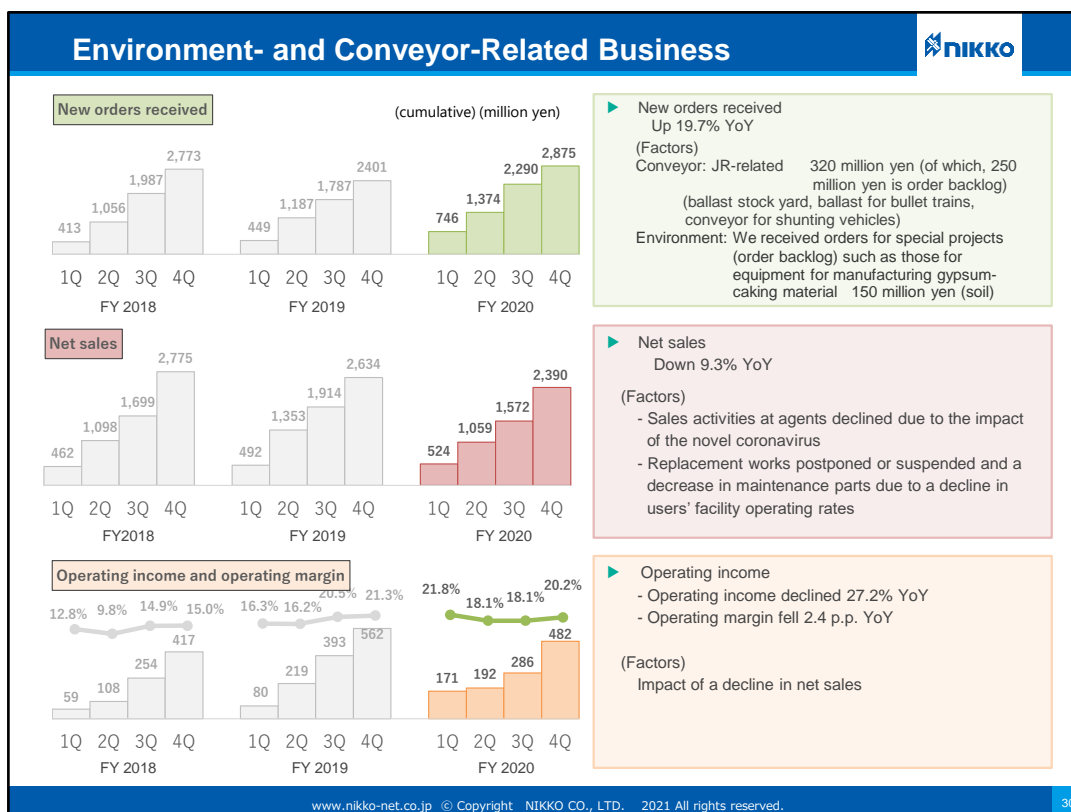 Environment- and Conveyor-Related Business
NIKKO
New orders received
(cumulative) (million yen)
413
1,056
1,987
2,773
449
1,187
1,787
2401
746
1,374
2,290
2,875
1Q 2Q 3Q 4Q
1Q 2Q 3Q 4Q
1Q 2Q 3Q 4Q
FY 2018
FY 2019
FY 2020
New orders received
Up 19.7% YoY
(Factors)
Conveyor: JR-related 320 million yen (of which, 250
million yen is order backlog)
(ballast stock yard, ballast for bullet trains,
conveyor for shunting vehicles)
Environment: We received orders for special projects
(order backlog) such as those for
equipment for manufacturing gypsum-
caking material 150 million yen (soil)
Net sales
462
1,098
1,699
2,775
492
1,353
1,914
2,634
524
1,059
1,572
2,390
1Q 2Q 3Q 4Q
1Q 2Q 3Q 4Q
1Q 2Q 3Q 4Q
FY2018
FY 2019
FY 2020
Net sales
Down 9.3% YoY
(Factors)
- Sales activities at agents declined due to the impact
of the novel coronavirus
- Replacement works postponed or suspended and a
decrease in maintenance parts due to a decline in
users' facility operating rates
Operating income and operating margin
12.8% 9.8% 14.9% 15.0%
16.3% 16.2% 20.5% 21.3%
21.8% 18.1% 18.1% 20.2%
59
108
254
417
80
219
393
562
171
192
286
482
1Q 2Q 3Q 4Q
1Q 2Q 3Q 4Q
1Q 2Q 3Q 4Q
FY 2018
FY 2019
FY 2020
Operating income
- Operating income declined 27.2% YoY
- Operating margin fell 2.4 p.p. YoY
(Factors)
Impact of a decline in net sales
www.nikko-net.co.jp © Copyright NIKKO CO., LTD. 2021 All rights reserved.
30